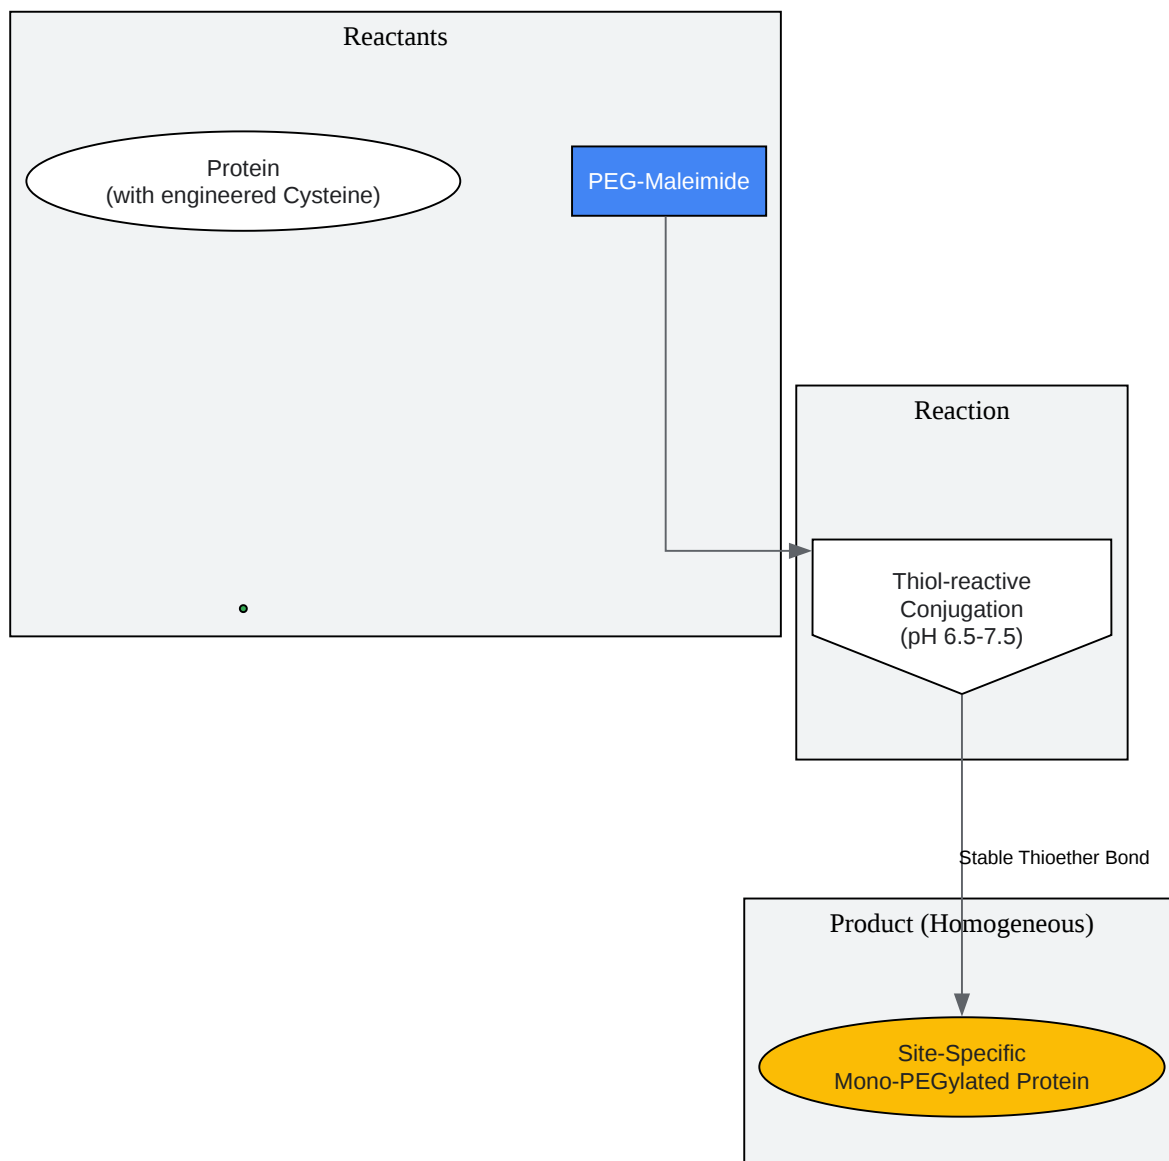 Reactants
Protein
(with engineered Cysteine)
PEG-Maleimide
Reaction
Thiol-reactive
Conjugation
(pH 6.5-7.5)
Stable Thioether Bond
Product (Homogeneous)
Site-Specific
Mono-PEGylated Protein